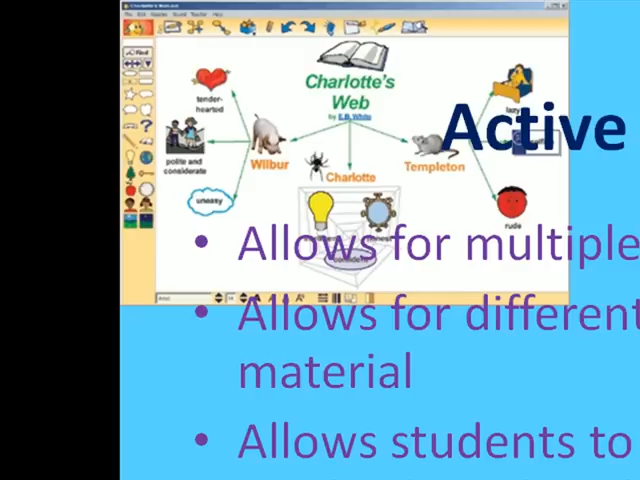 Charlotte's
Web
by E.B. White
tender-
hearted
polite and
considerate
uneasy
Wilbur
Charlotte
Templeton
lazy
rude
confident
Active
• Allows for multiple
• Allows for different
material
• Allows students to